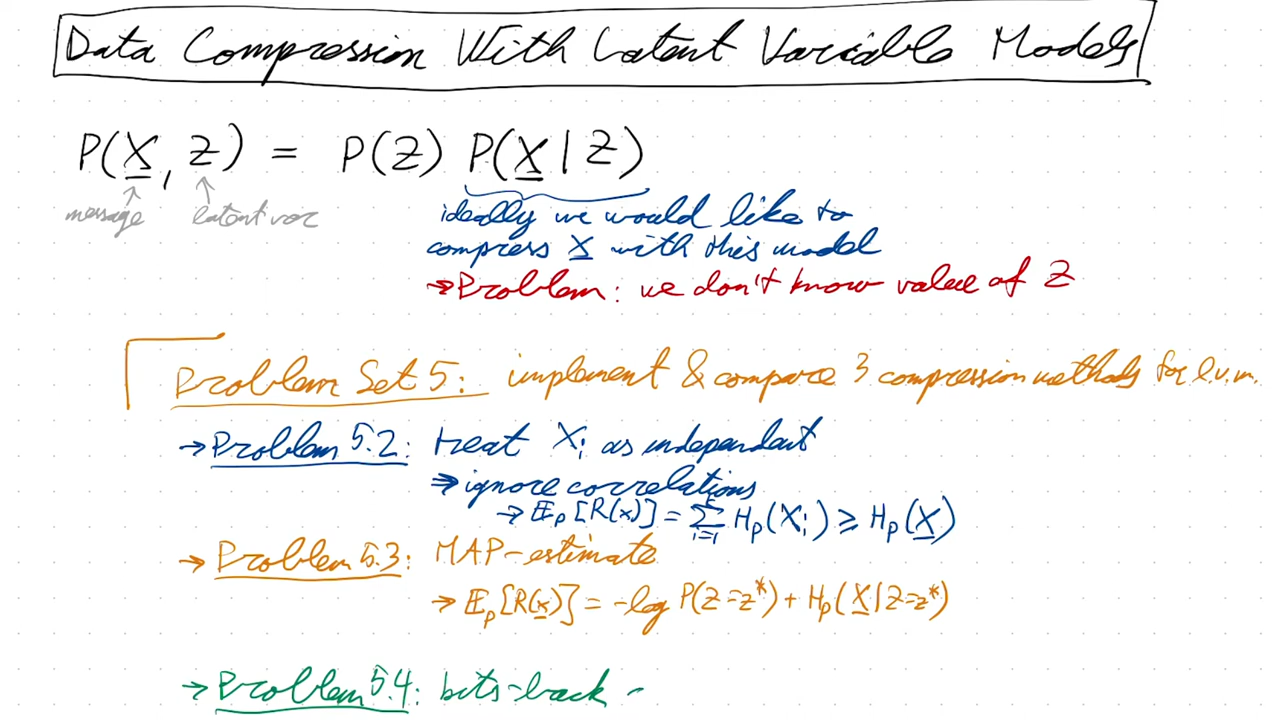 Data Compression With Latent Variable Models
P(X, Z) = P(Z) P(X | Z)
message latent var
ideally we would like to
compress X with this model
→ Problem: we don't know value of Z
Problem Set 5: implement & compare 3 compression methods for l.v.m.
→ Problem 5.2: treat Xi as independent
⇒ ignore correlations
→ 𝔼P[R(x)] = ∑i=1 HP(Xi) ≥ HP(X)
→ Problem 5.3: MAP-estimate
→ 𝔼P[R(x)] = -log P(Z=z*) + HP(X | Z=z*)
→ Problem 5.4: bits-back